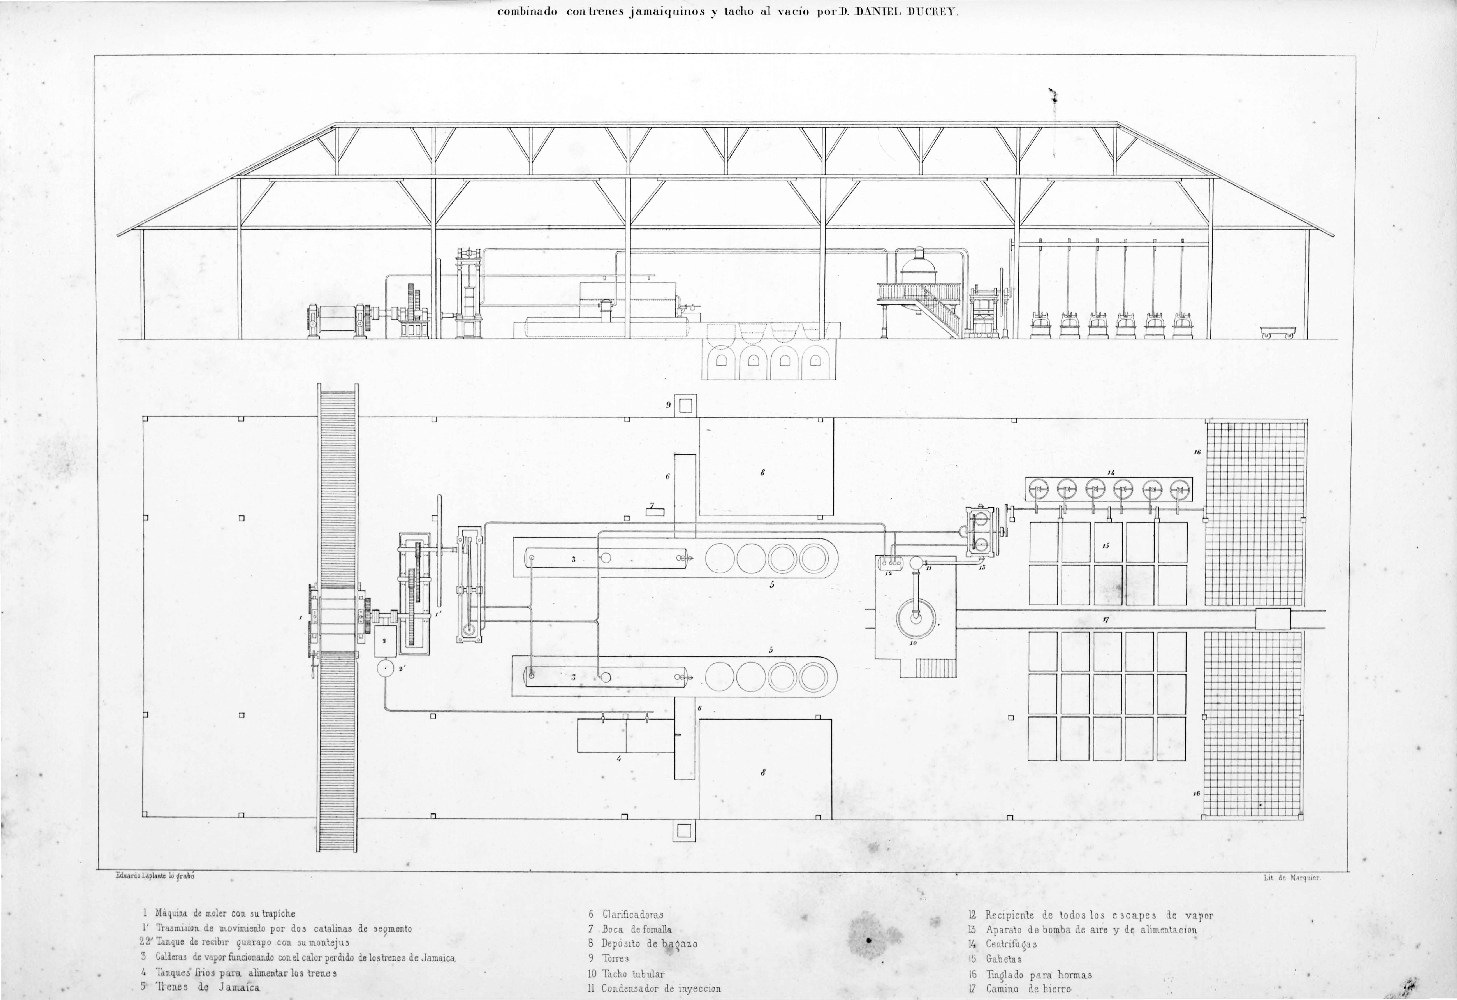 combinado con trenes jamaiquinos y tacho al vacío por D. DANIEL DUCREY.
9
6
6
7
14
16
3
5
12
11
13
15
1
1'
2
2'
10
17
5
3
6
4
8
16
Eduardo Laplante lo grabó
Lit. de Marquier.
1 Máquina de moler con su trapiche
1' Trasmision de movimiento por dos catalinas de segmento
22' Tanque de recibir guarapo con su montejus
3 Calderas de vapor funcionando con el calor perdido de los trenes de Jamaica.
4 Tanques frios para alimentar los trenes
5 Trenes de Jamaica
6 Clarificadoras
7 Boca de fornalla
8 Depósito de bagazo
9 Torres
10 Tacho tubular
11 Condensador de inyeccion
12 Recipiente de todos los escapes de vapor
13 Aparato de bomba de aire y de alimentacion
14 Centrífugas
15 Gabetas
16 Tinglado para hormas
17 Camino de hierro